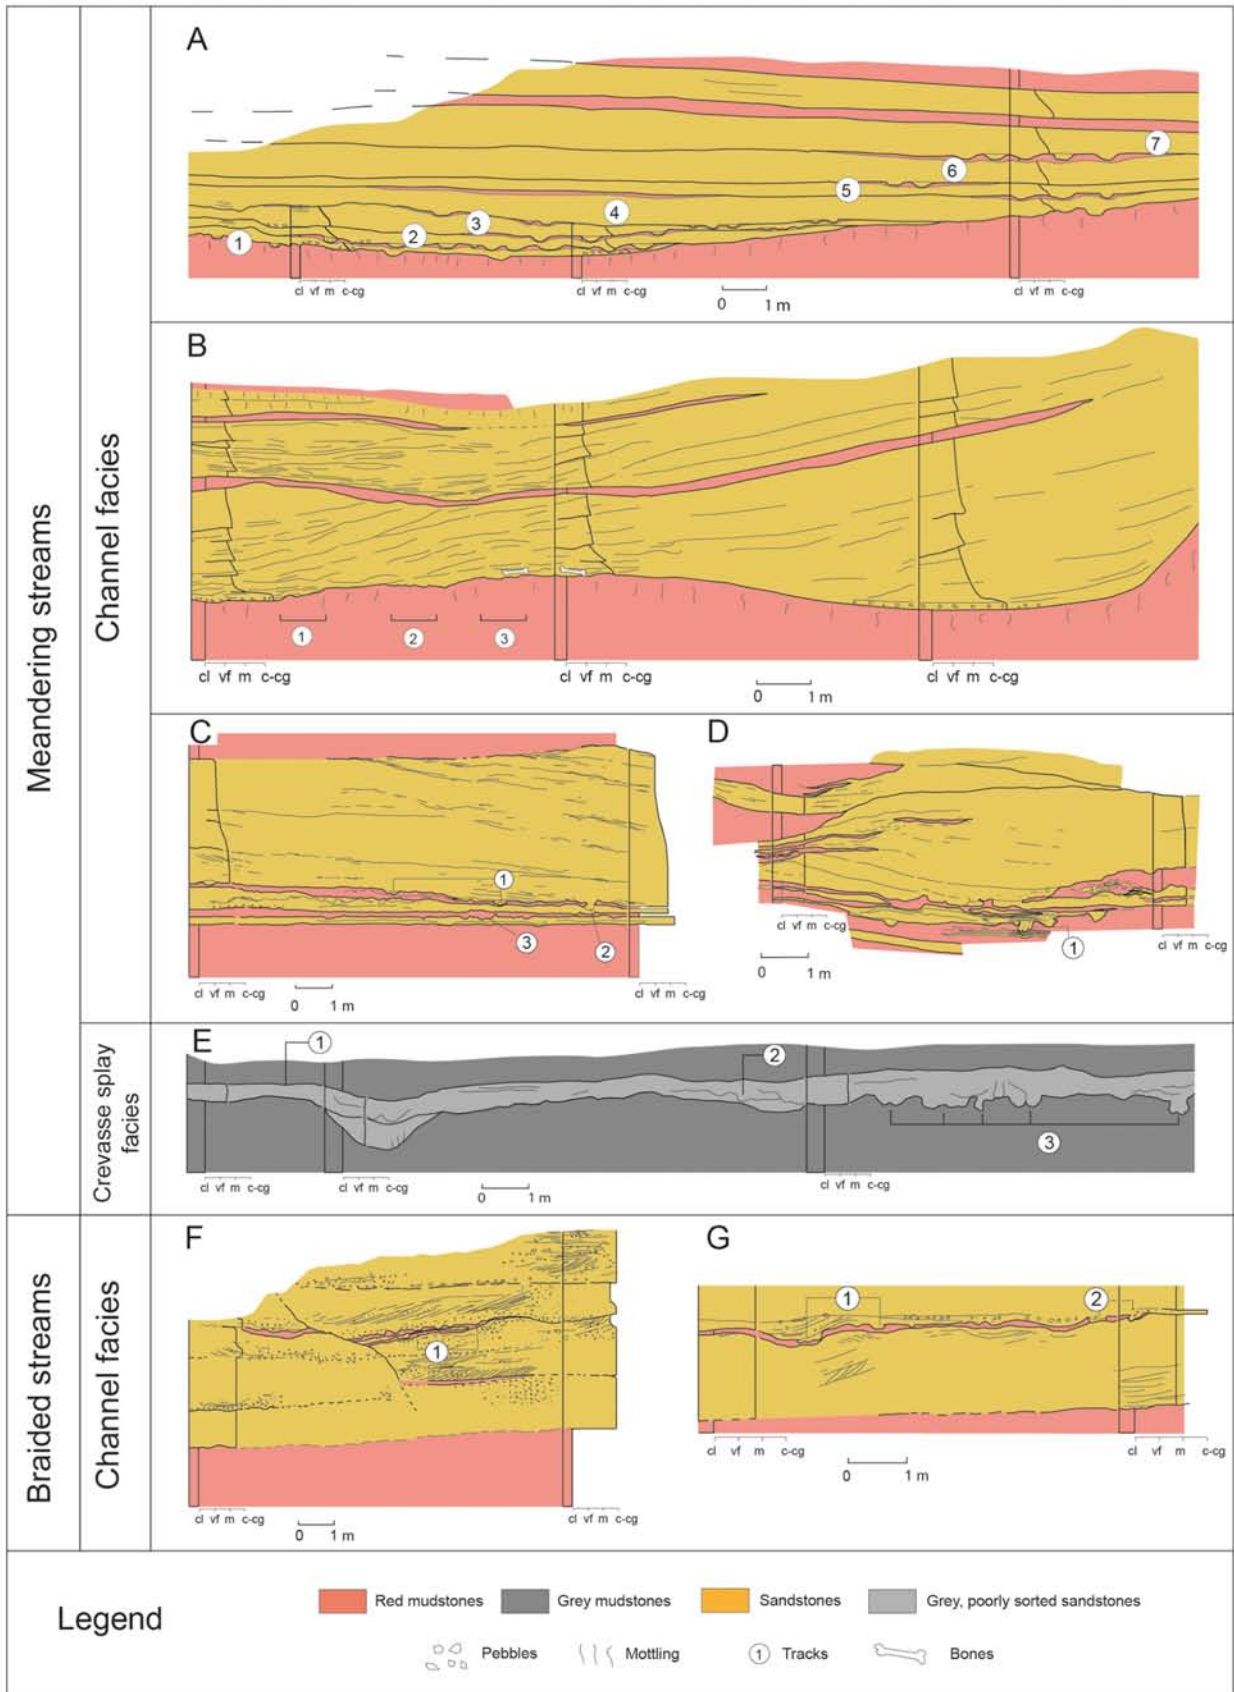 Meandering streams
Channel facies
A
1
2
3
4
5
6
7
cl vf m c-cg
cl vf m c-cg
0 1 m
cl vf m c-cg
B
1
2
3
cl vf m c-cg
cl vf m c-cg
0 1 m
cl vf m c-cg
C
1
2
3
cl vf m c-cg
0 1 m
cl vf m c-cg
D
1
cl vf m c-cg
0 1 m
cl vf m c-cg
Crevasse splay
facies
E
1
2
3
cl vf m c-cg
cl vf m c-cg
0 1 m
cl vf m c-cg
Braided streams
Channel facies
F
1
cl vf m c-cg
0 1 m
cl vf m c-cg
G
1
2
cl vf m c-cg
0 1 m
cl vf m c-cg
Legend
Red mudstones Grey mudstones Sandstones Grey, poorly sorted sandstones
Pebbles Mottling 1 Tracks Bones